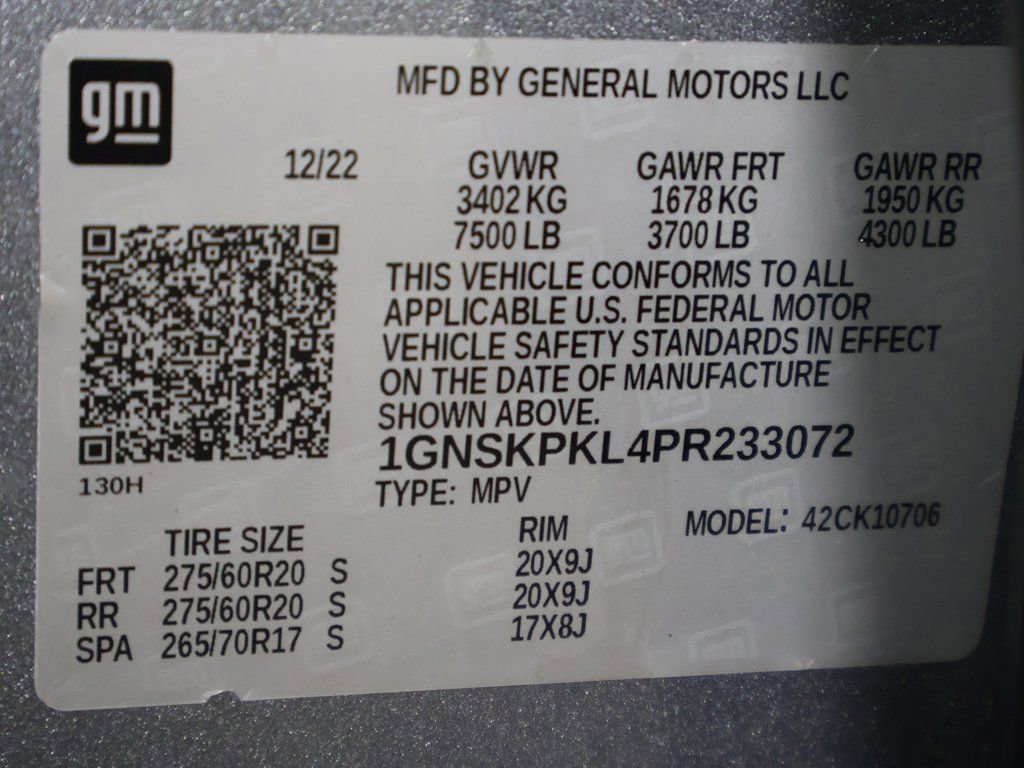 gm
MFD BY GENERAL MOTORS LLC
12/22 GVWR GAWR FRT GAWR RR
3402 KG 1678 KG 1950 KG
7500 LB 3700 LB 4300 LB
THIS VEHICLE CONFORMS TO ALL
APPLICABLE U.S. FEDERAL MOTOR
VEHICLE SAFETY STANDARDS IN EFFECT
ON THE DATE OF MANUFACTURE
SHOWN ABOVE.
1GNSKPKL4PR233072
130H
TYPE: MPV
MODEL: 42CK10706
TIRE SIZE RIM
FRT 275/60R20 S 20X9J
RR 275/60R20 S 20X9J
SPA 265/70R17 S 17X8J